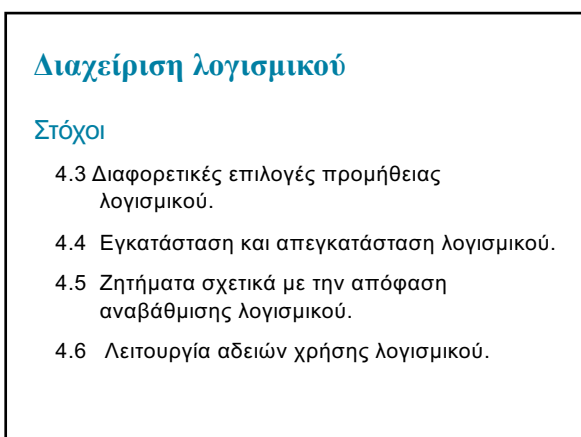 Διαχείριση λογισμικού
Στόχοι
4.3 Διαφορετικές επιλογές προμήθειας
λογισμικού.
4.4 Εγκατάσταση και απεγκατάσταση λογισμικού.
4.5 Ζητήματα σχετικά με την απόφαση
αναβάθμισης λογισμικού.
4.6 Λειτουργία αδειών χρήσης λογισμικού.